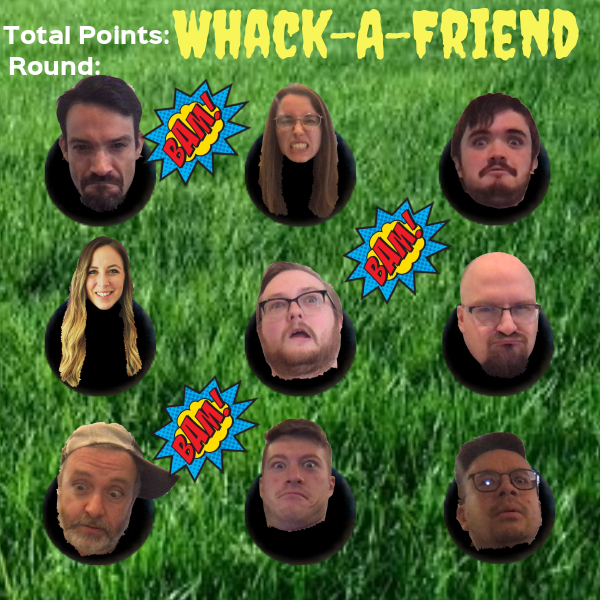 Total Points:
WHACK-A-FRIEND
Round:
BAM!
BAM!
BAM!